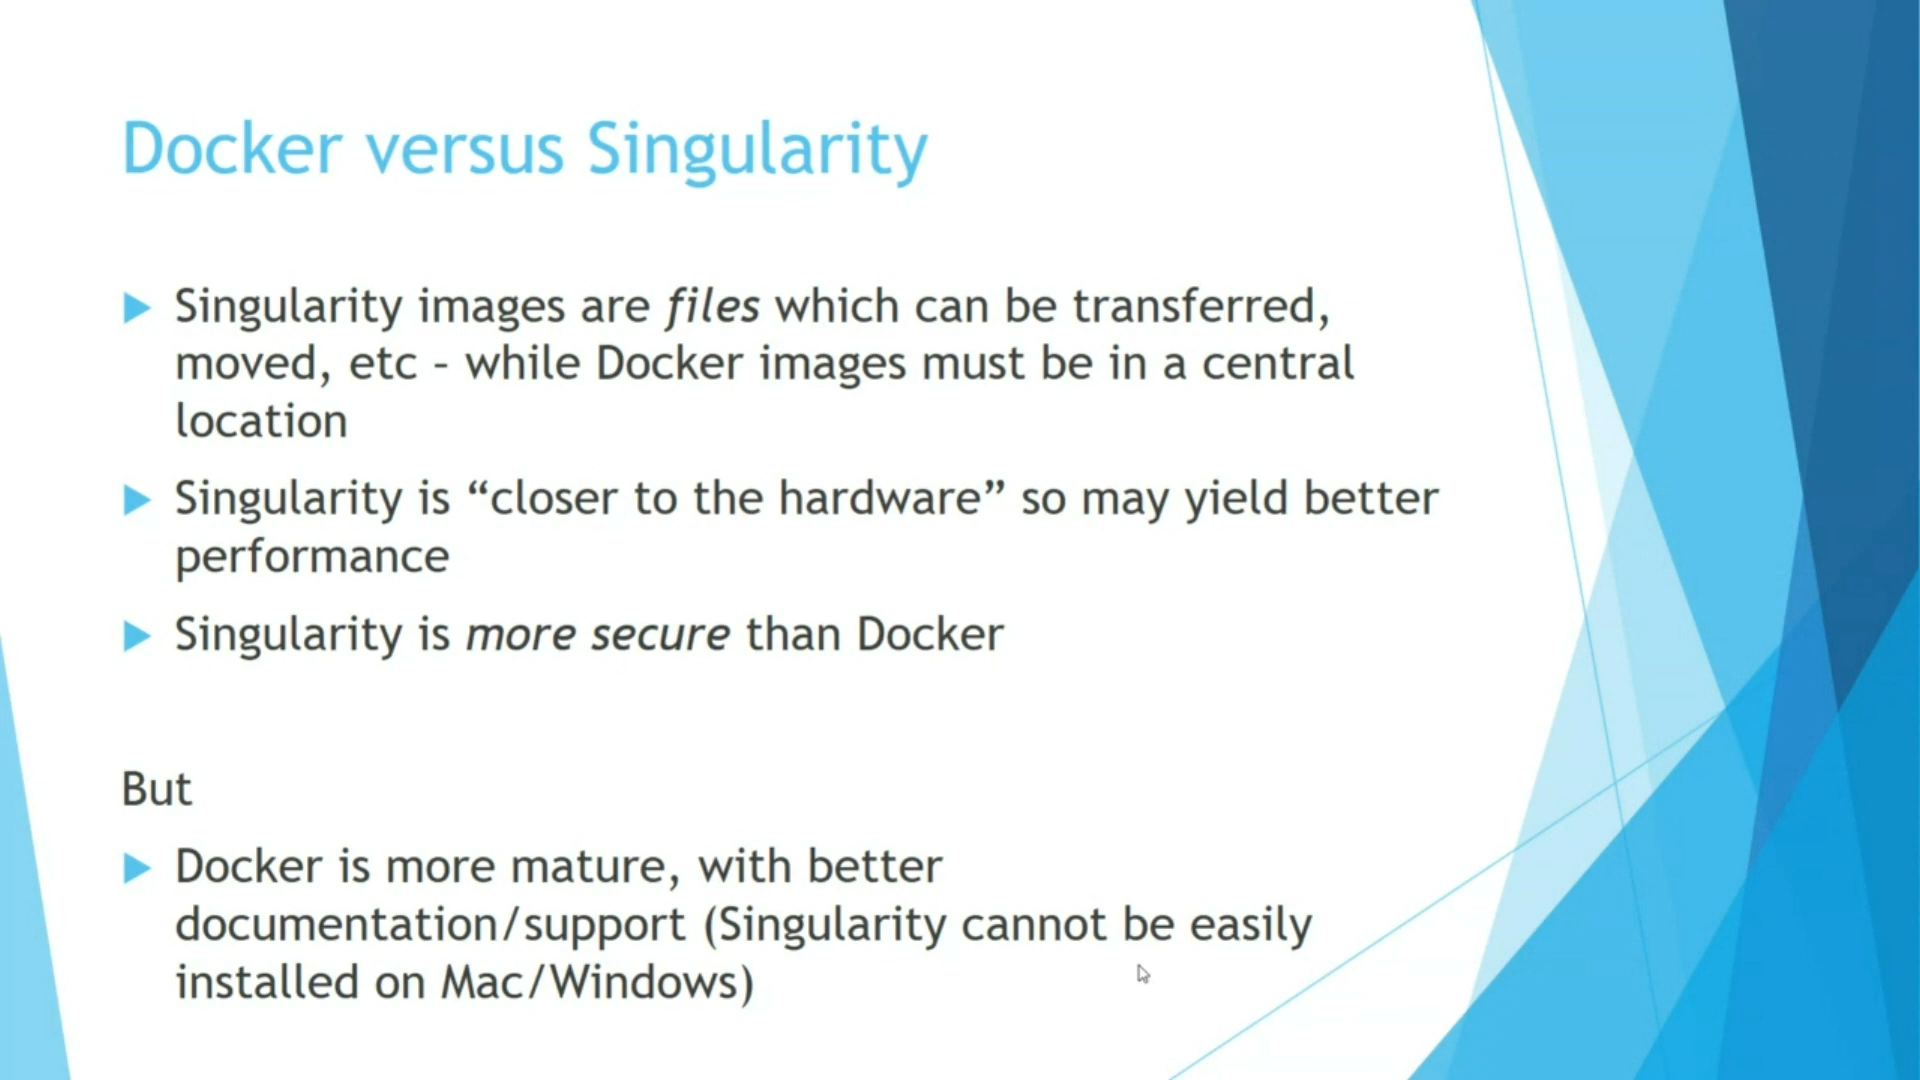 Docker versus Singularity
Singularity images are files which can be transferred,
moved, etc – while Docker images must be in a central
location
Singularity is “closer to the hardware” so may yield better
performance
Singularity is more secure than Docker
But
Docker is more mature, with better
documentation/support (Singularity cannot be easily
installed on Mac/Windows)